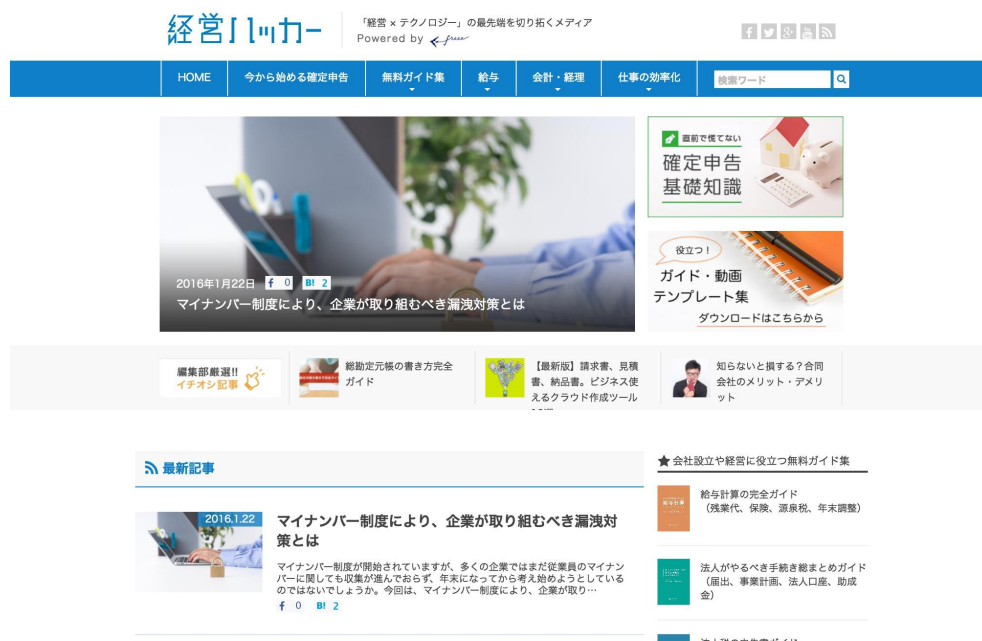 経営ハッカー
「経営 × テクノロジー」の最先端を切り拓くメディア
Powered by freee
HOME
今から始める確定申告
無料ガイド集
給与
会計・経理
仕事の効率化
検索ワード
2016年1月22日 f 0 B! 2
マイナンバー制度により、企業が取り組むべき漏洩対策とは
直前で慌てない
確定申告
基礎知識
役立つ!
ガイド・動画
テンプレート集
ダウンロードはこちらから
編集部厳選!!
イチオシ記事
総勘定元帳の書き方完全
ガイド
【最新版】請求書、見積
書、納品書。ビジネス使
えるクラウド作成ツール
知らないと損する?合同
会社のメリット・デメリ
ット
最新記事
2016.1.22
マイナンバー制度により、企業が取り組むべき漏洩対
策とは
マイナンバー制度が開始されていますが、多くの企業ではまだ従業員のマイナン
バーに関しても収集が進んでおらず、年末になってから考え始めようとしている
のではないでしょうか。今回は、マイナンバー制度により、企業が取り…
f 0 B! 2
会社設立や経営に役立つ無料ガイド集
給与計算
給与計算の完全ガイド
(残業代、保険、源泉税、年末調整)
法人がやるべき手続き総まとめガイド
(届出、事業計画、法人口座、助成
金)